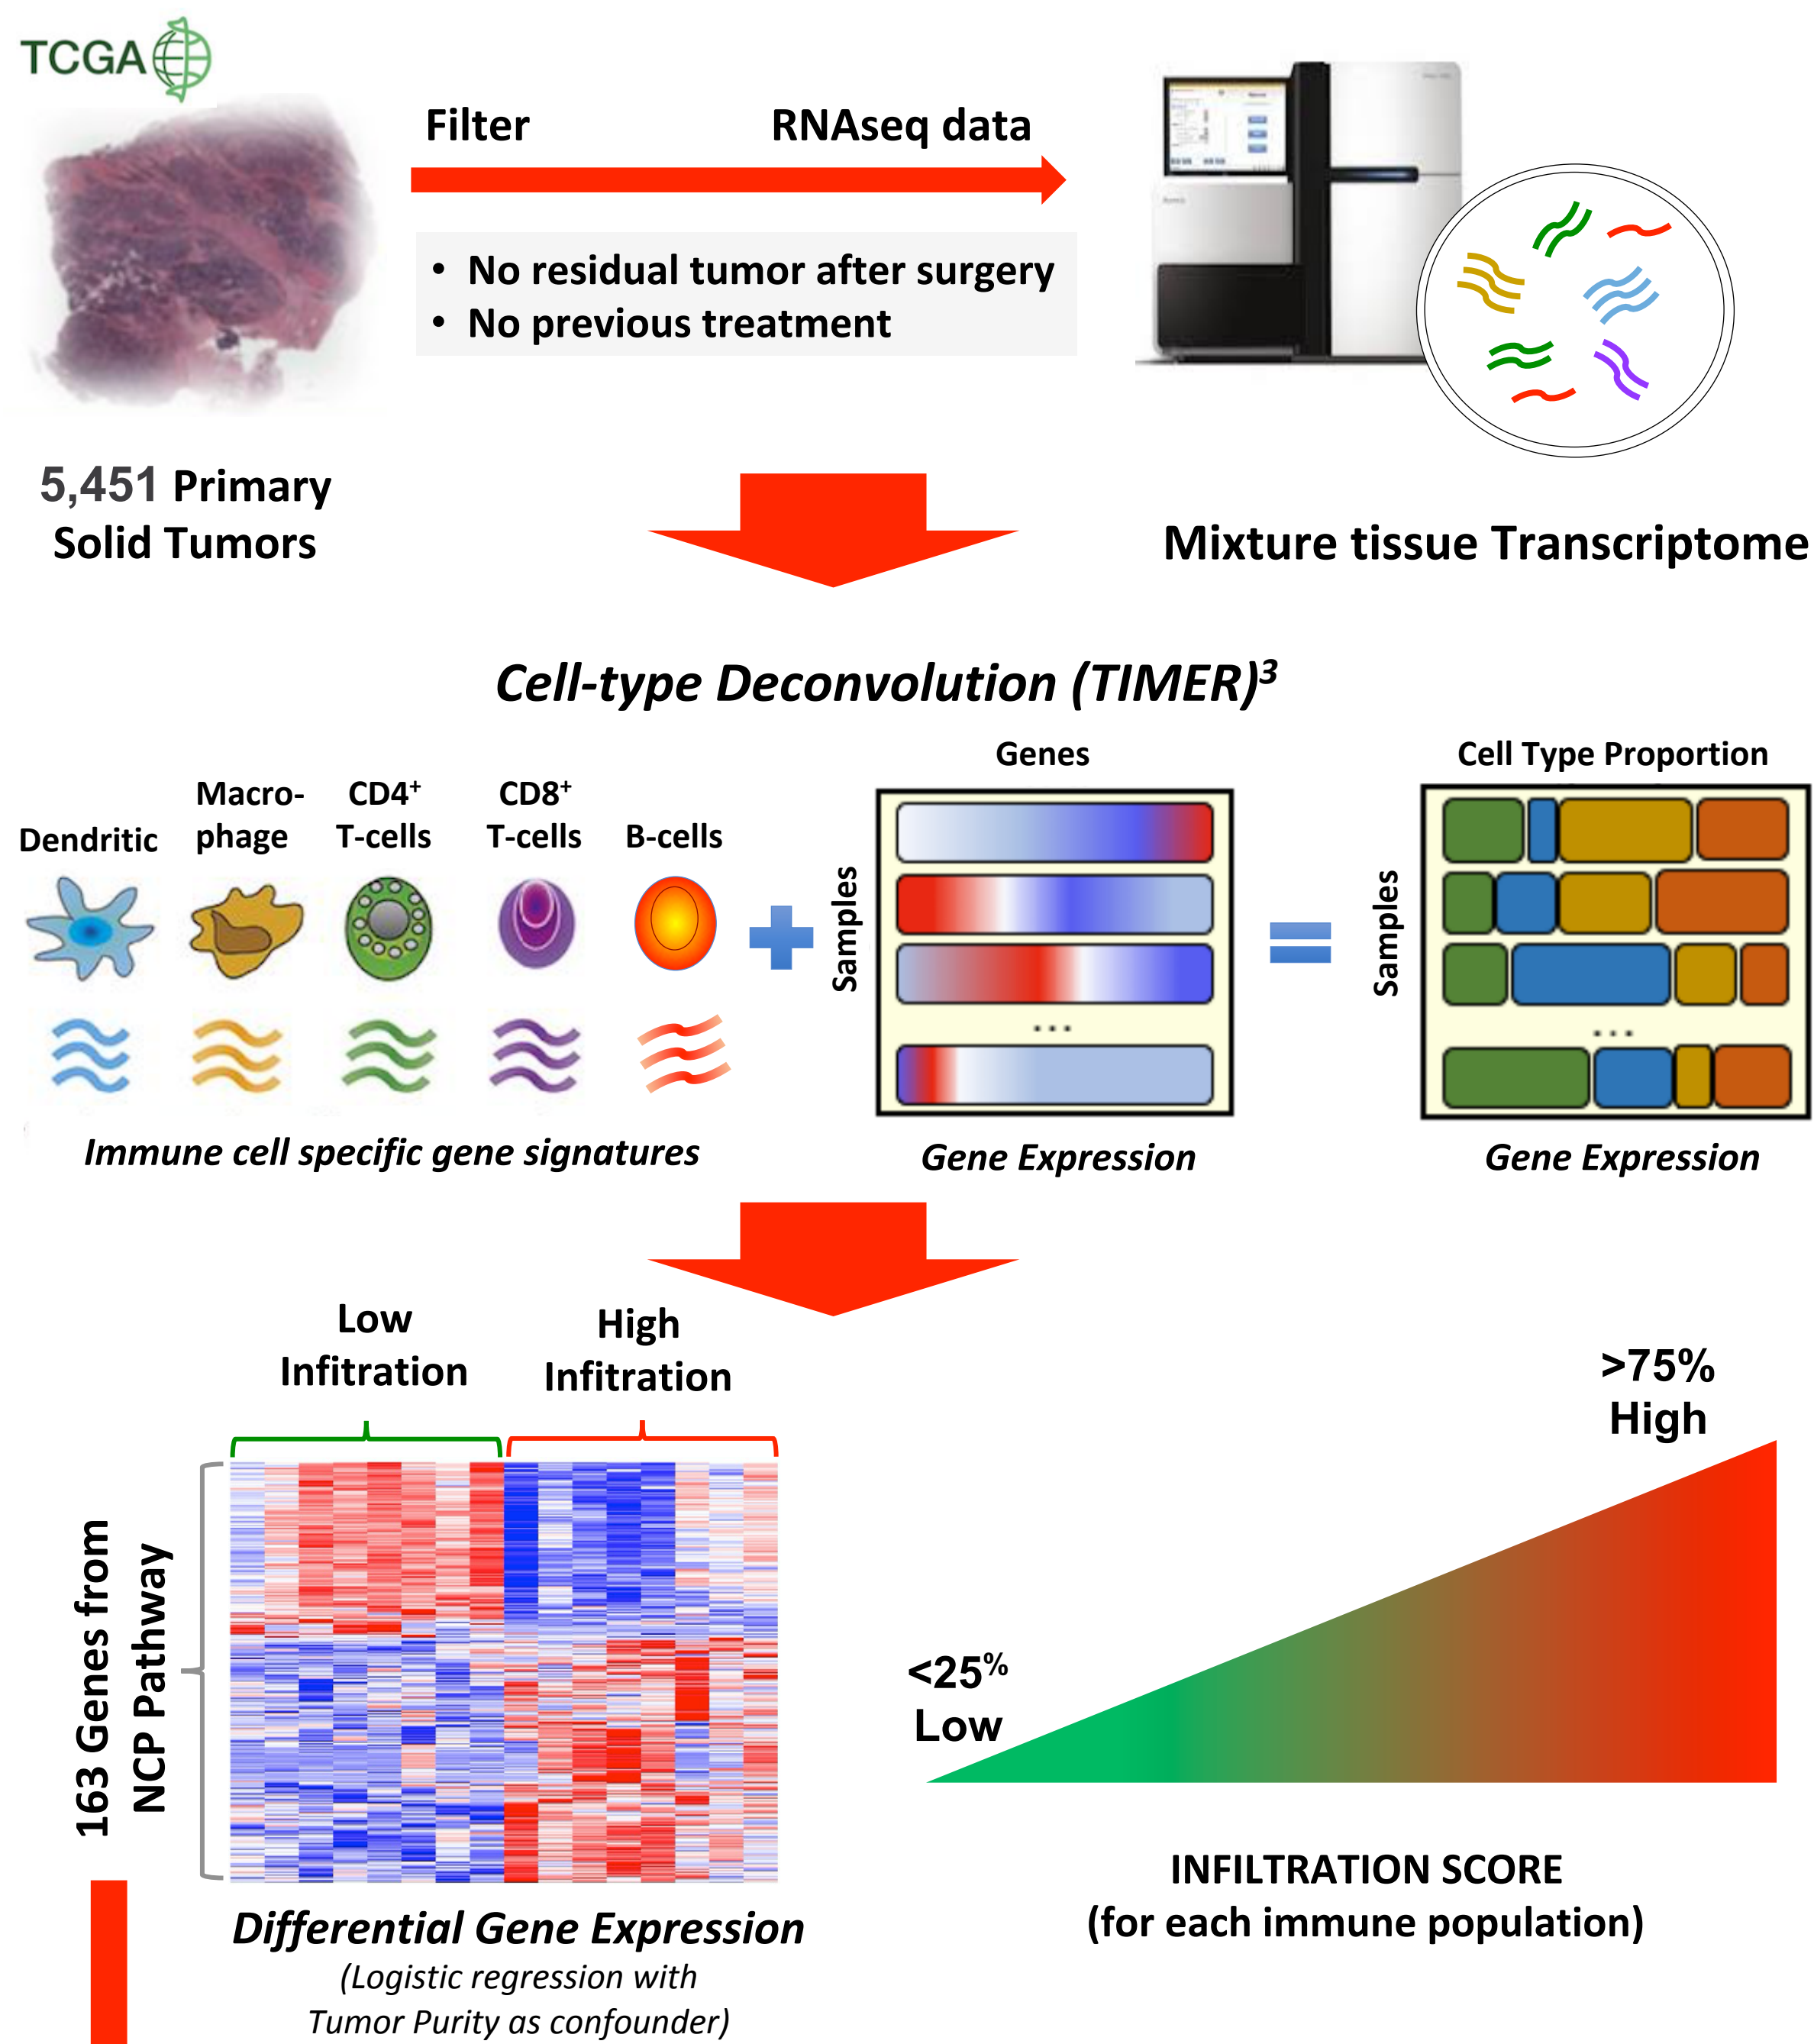 TCGA
Filter RNAseq data
• No residual tumor after surgery
• No previous treatment
5,451 Primary
Solid Tumors
Mixture tissue Transcriptome
Cell-type Deconvolution (TIMER)³
Dendritic
Macro-
phage
CD4⁺
T-cells
CD8⁺
T-cells
B-cells
Immune cell specific gene signatures
Genes
Samples
...
Gene Expression
Cell Type Proportion
Samples
...
Gene Expression
Low
Infitration
High
Infitration
163 Genes from
NCP Pathway
Differential Gene Expression
(Logistic regression with
Tumor Purity as confounder)
>75%
High
<25%
Low
INFILTRATION SCORE
(for each immune population)